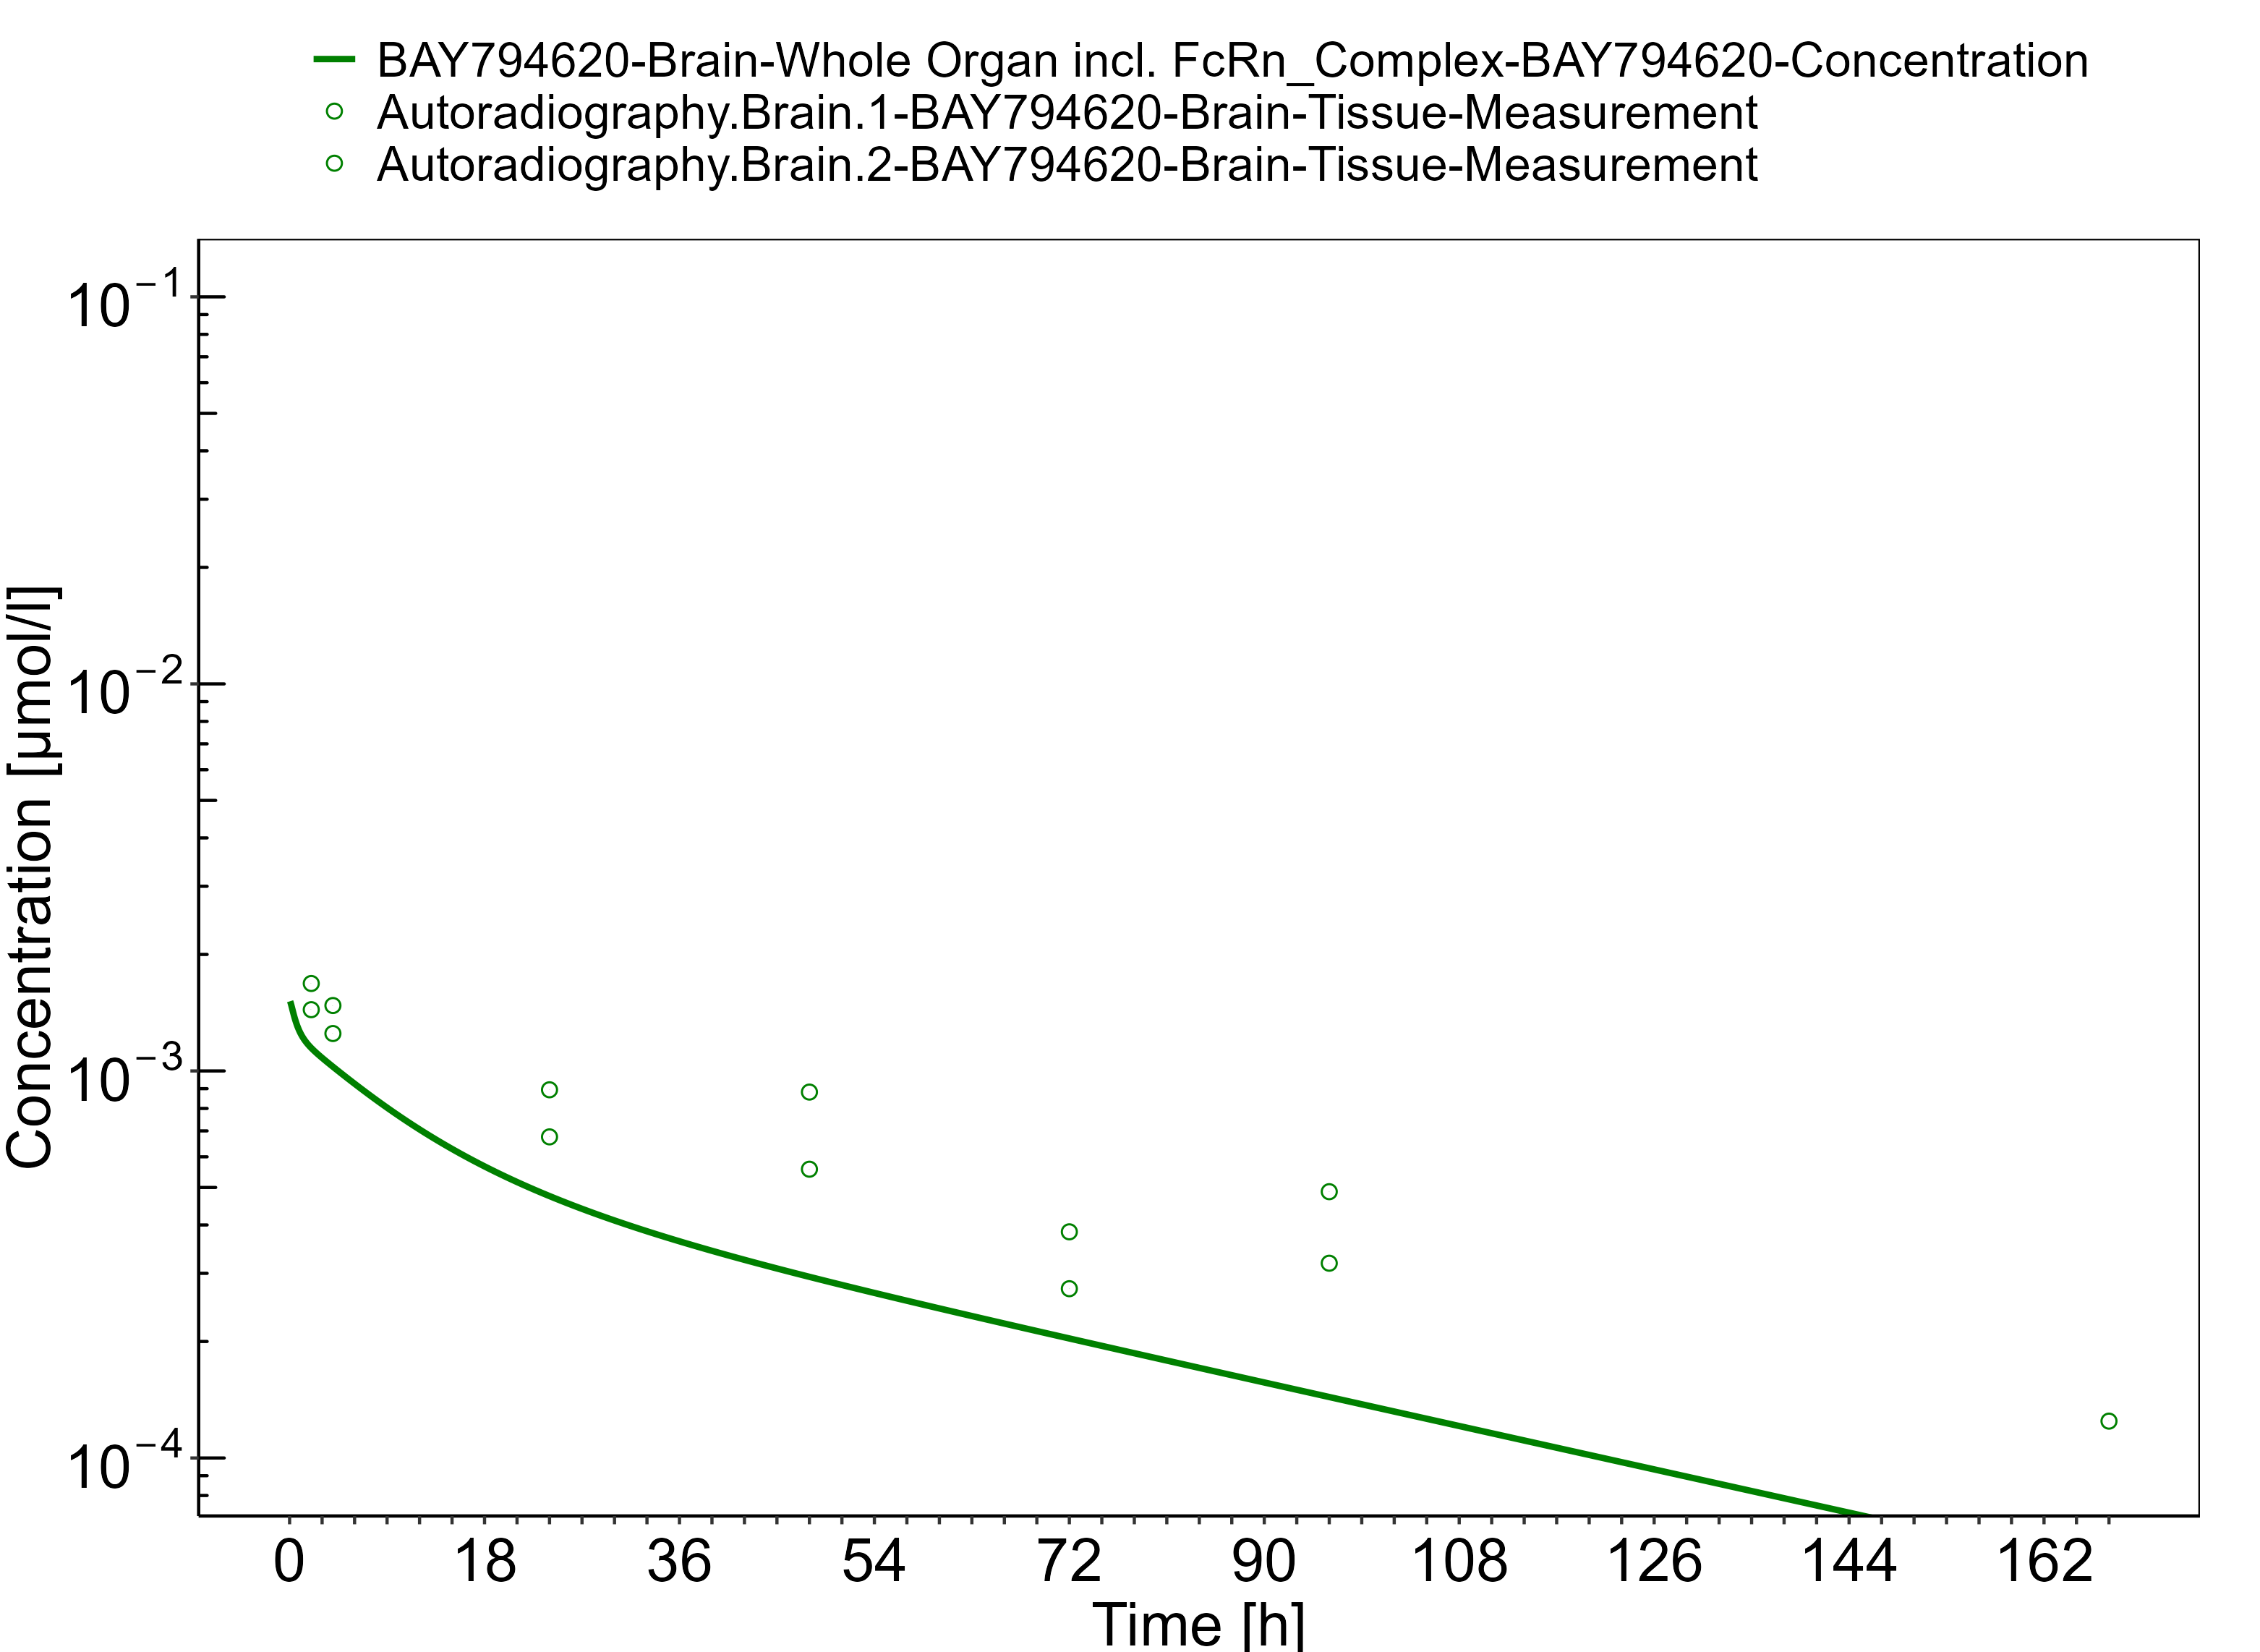 BAY794620-Brain-Whole Organ incl. FcRn_Complex-BAY794620-Concentration
Autoradiography.Brain.1-BAY794620-Brain-Tissue-Measurement
Autoradiography.Brain.2-BAY794620-Brain-Tissue-Measurement
10⁻¹
10⁻²
10⁻³
10⁻⁴
Concentration [µmol/l]
0 18 36 54 72 90 108 126 144 162
Time [h]